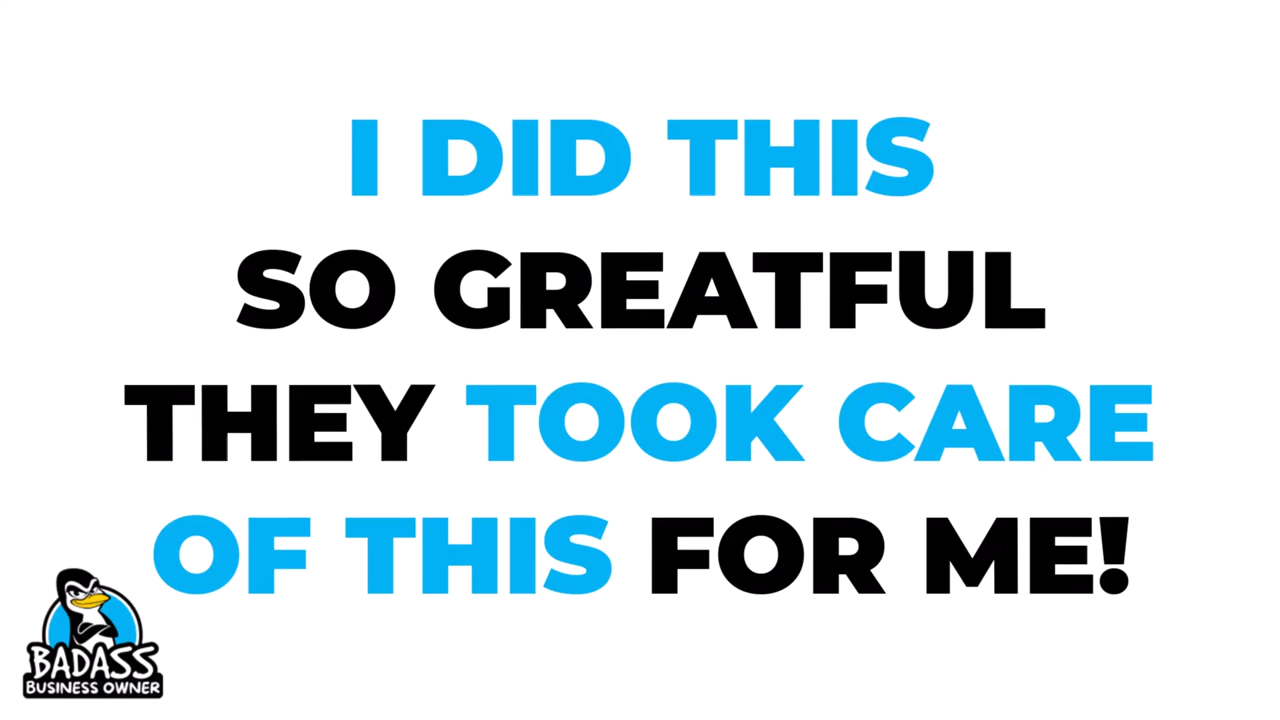 I DID THIS
SO GREATFUL
THEY TOOK CARE
OF THIS FOR ME!
BADASS
BUSINESS OWNER